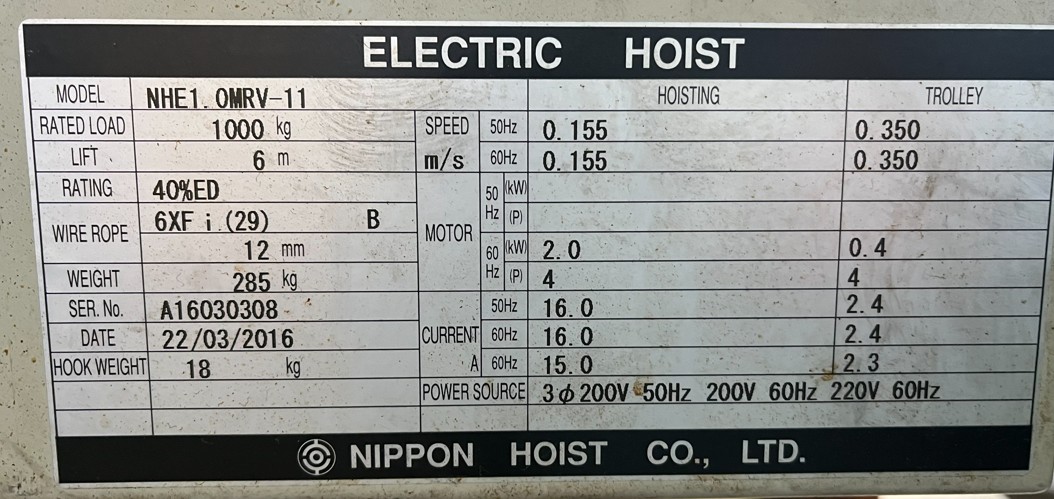 ELECTRIC HOIST
MODEL NHE1.0MRV-11 HOISTING TROLLEY
RATED LOAD 1000 kg SPEED 50Hz 0.155 0.350
LIFT 6 m m/s 60Hz 0.155 0.350
RATING 40%ED MOTOR 50 Hz (kW)
WIRE ROPE 6XF i (29) B (P)
12 mm 60 Hz (kW) 2.0 0.4
WEIGHT 285 kg (P) 4 4
SER. No. A16030308 CURRENT A 50Hz 16.0 2.4
DATE 22/03/2016 60Hz 16.0 2.4
HOOK WEIGHT 18 kg 60Hz 15.0 2.3
POWER SOURCE 3φ200V 50Hz 200V 60Hz 220V 60Hz
NIPPON HOIST CO., LTD.